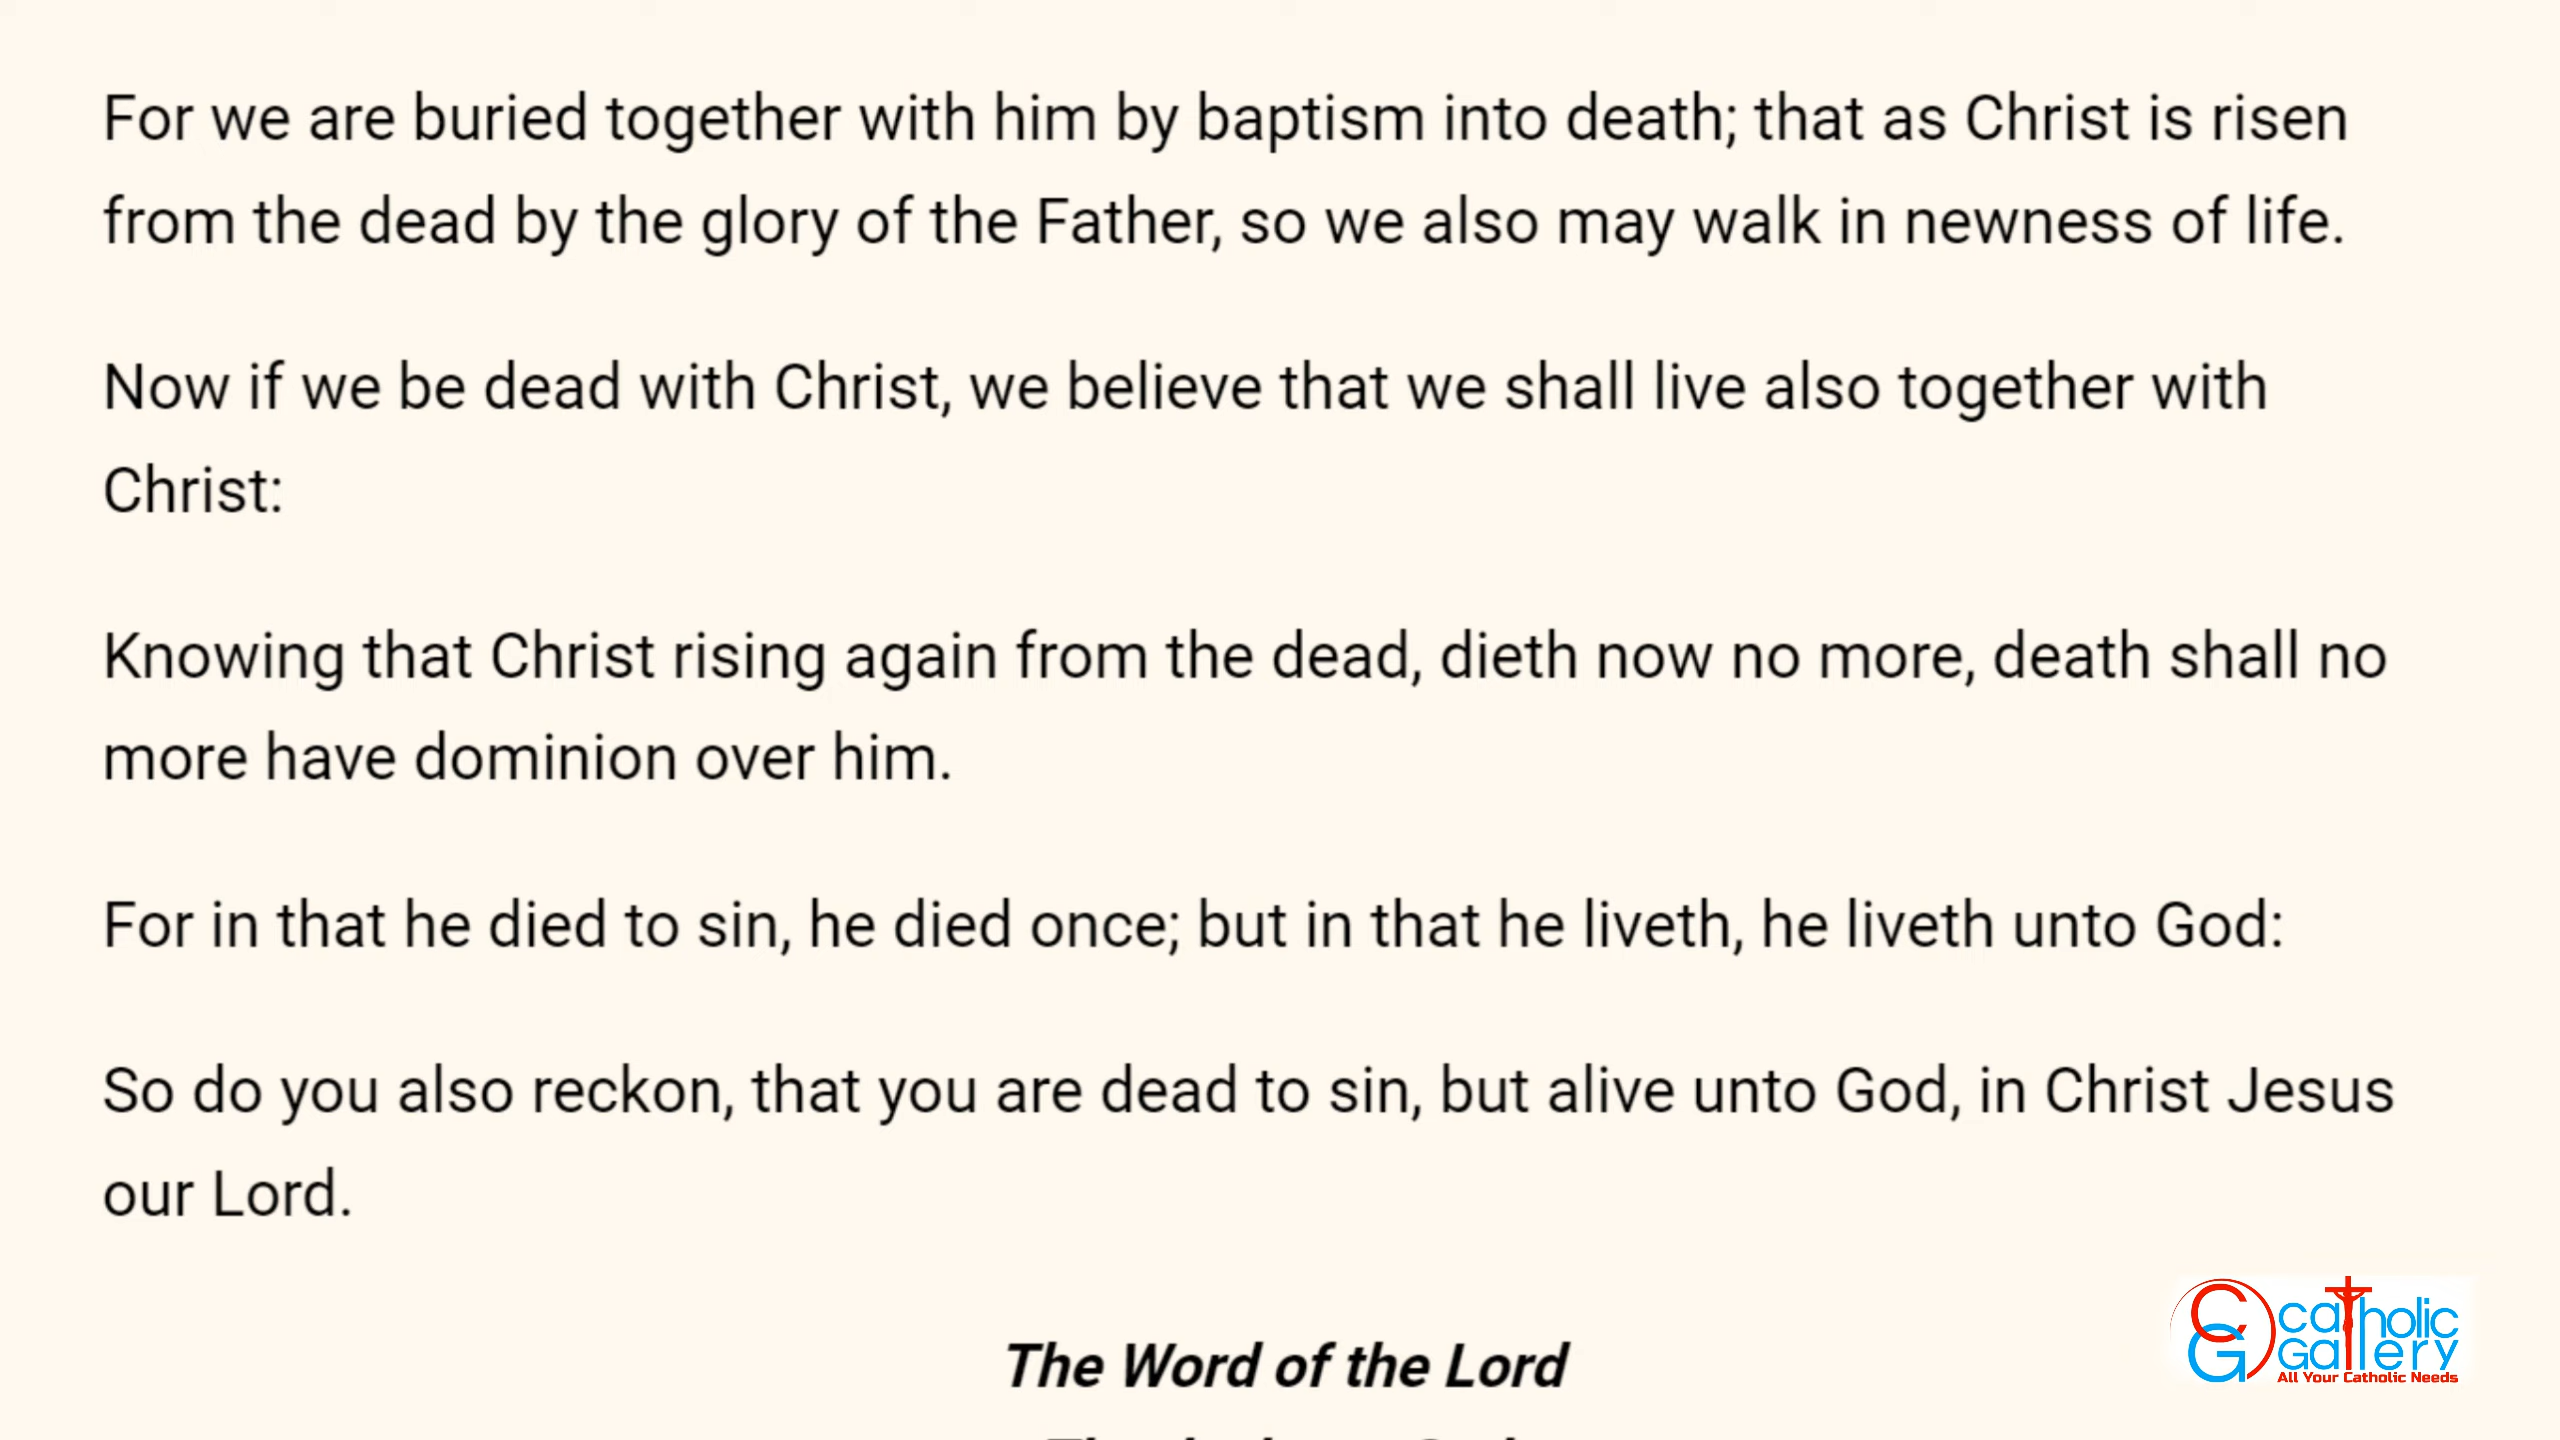 For we are buried together with him by baptism into death; that as Christ is risen
from the dead by the glory of the Father, so we also may walk in newness of life.
Now if we be dead with Christ, we believe that we shall live also together with
Christ:
Knowing that Christ rising again from the dead, dieth now no more, death shall no
more have dominion over him.
For in that he died to sin, he died once; but in that he liveth, he liveth unto God:
So do you also reckon, that you are dead to sin, but alive unto God, in Christ Jesus
our Lord.
The Word of the Lord
CG catholic
Gallery
All Your Catholic Needs